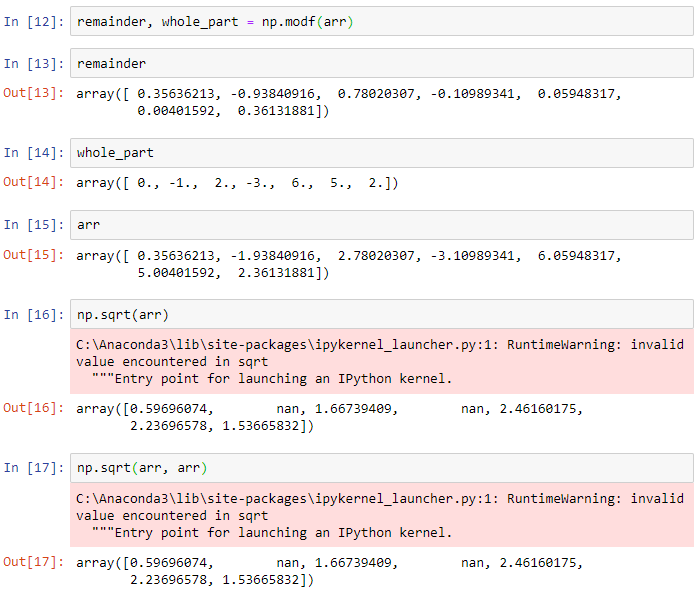 In [12]: remainder, whole_part = np.modf(arr)
In [13]: remainder
Out[13]: array([ 0.35636213, -0.93840916,  0.78020307, -0.10989341,  0.05948317,
        0.00401592,  0.36131881])
In [14]: whole_part
Out[14]: array([ 0., -1.,  2., -3.,  6.,  5.,  2.])
In [15]: arr
Out[15]: array([ 0.35636213, -1.93840916,  2.78020307, -3.10989341,  6.05948317,
        5.00401592,  2.36131881])
In [16]: np.sqrt(arr)
C:\Anaconda3\lib\site-packages\ipykernel_launcher.py:1: RuntimeWarning: invalid
value encountered in sqrt
  """Entry point for launching an IPython kernel.
Out[16]: array([0.59696074,        nan, 1.66739409,        nan, 2.46160175,
       2.23696578, 1.53665832])
In [17]: np.sqrt(arr, arr)
C:\Anaconda3\lib\site-packages\ipykernel_launcher.py:1: RuntimeWarning: invalid
value encountered in sqrt
  """Entry point for launching an IPython kernel.
Out[17]: array([0.59696074,        nan, 1.66739409,        nan, 2.46160175,
       2.23696578, 1.53665832])